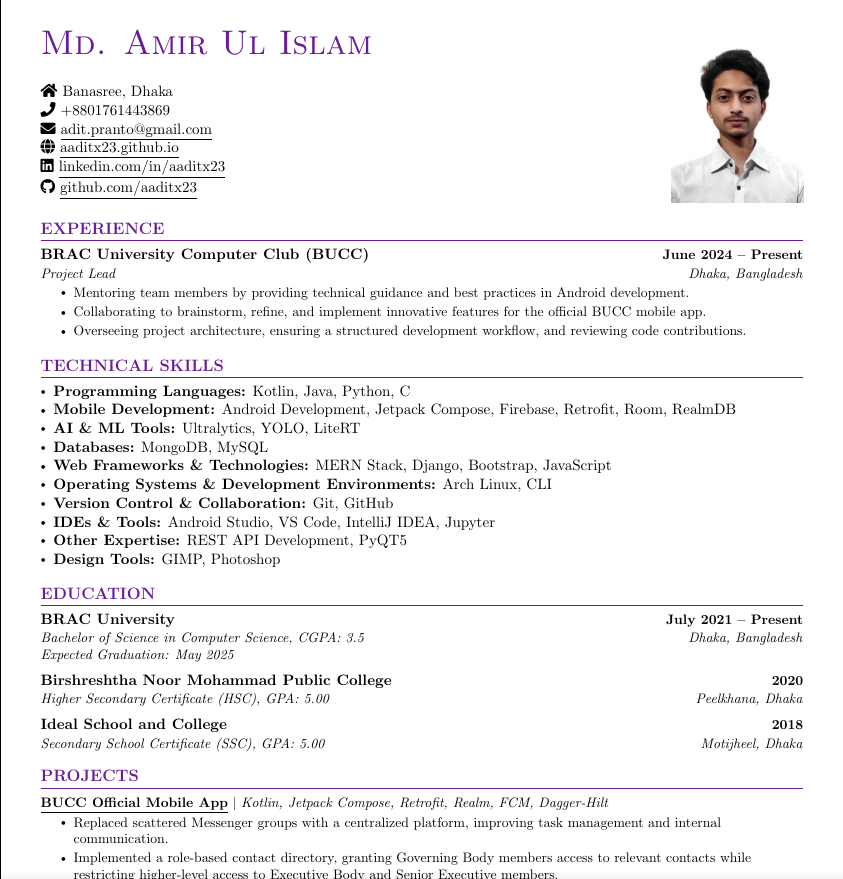 Md. Amir Ul Islam
Banasree, Dhaka
+8801761443869
adit.pranto@gmail.com
aaditx23.github.io
linkedin.com/in/aaditx23
github.com/aaditx23
EXPERIENCE
BRAC University Computer Club (BUCC) June 2024 – Present
Project Lead Dhaka, Bangladesh
• Mentoring team members by providing technical guidance and best practices in Android development.
• Collaborating to brainstorm, refine, and implement innovative features for the official BUCC mobile app.
• Overseeing project architecture, ensuring a structured development workflow, and reviewing code contributions.
TECHNICAL SKILLS
• Programming Languages: Kotlin, Java, Python, C
• Mobile Development: Android Development, Jetpack Compose, Firebase, Retrofit, Room, RealmDB
• AI & ML Tools: Ultralytics, YOLO, LiteRT
• Databases: MongoDB, MySQL
• Web Frameworks & Technologies: MERN Stack, Django, Bootstrap, JavaScript
• Operating Systems & Development Environments: Arch Linux, CLI
• Version Control & Collaboration: Git, GitHub
• IDEs & Tools: Android Studio, VS Code, IntelliJ IDEA, Jupyter
• Other Expertise: REST API Development, PyQT5
• Design Tools: GIMP, Photoshop
EDUCATION
BRAC University July 2021 – Present
Bachelor of Science in Computer Science, CGPA: 3.5 Dhaka, Bangladesh
Expected Graduation: May 2025
Birshreshtha Noor Mohammad Public College 2020
Higher Secondary Certificate (HSC), GPA: 5.00 Peelkhana, Dhaka
Ideal School and College 2018
Secondary School Certificate (SSC), GPA: 5.00 Motijheel, Dhaka
PROJECTS
BUCC Official Mobile App | Kotlin, Jetpack Compose, Retrofit, Realm, FCM, Dagger-Hilt
• Replaced scattered Messenger groups with a centralized platform, improving task management and internal
communication.
• Implemented a role-based contact directory, granting Governing Body members access to relevant contacts while
restricting higher-level access to Executive Body and Senior Executive members.